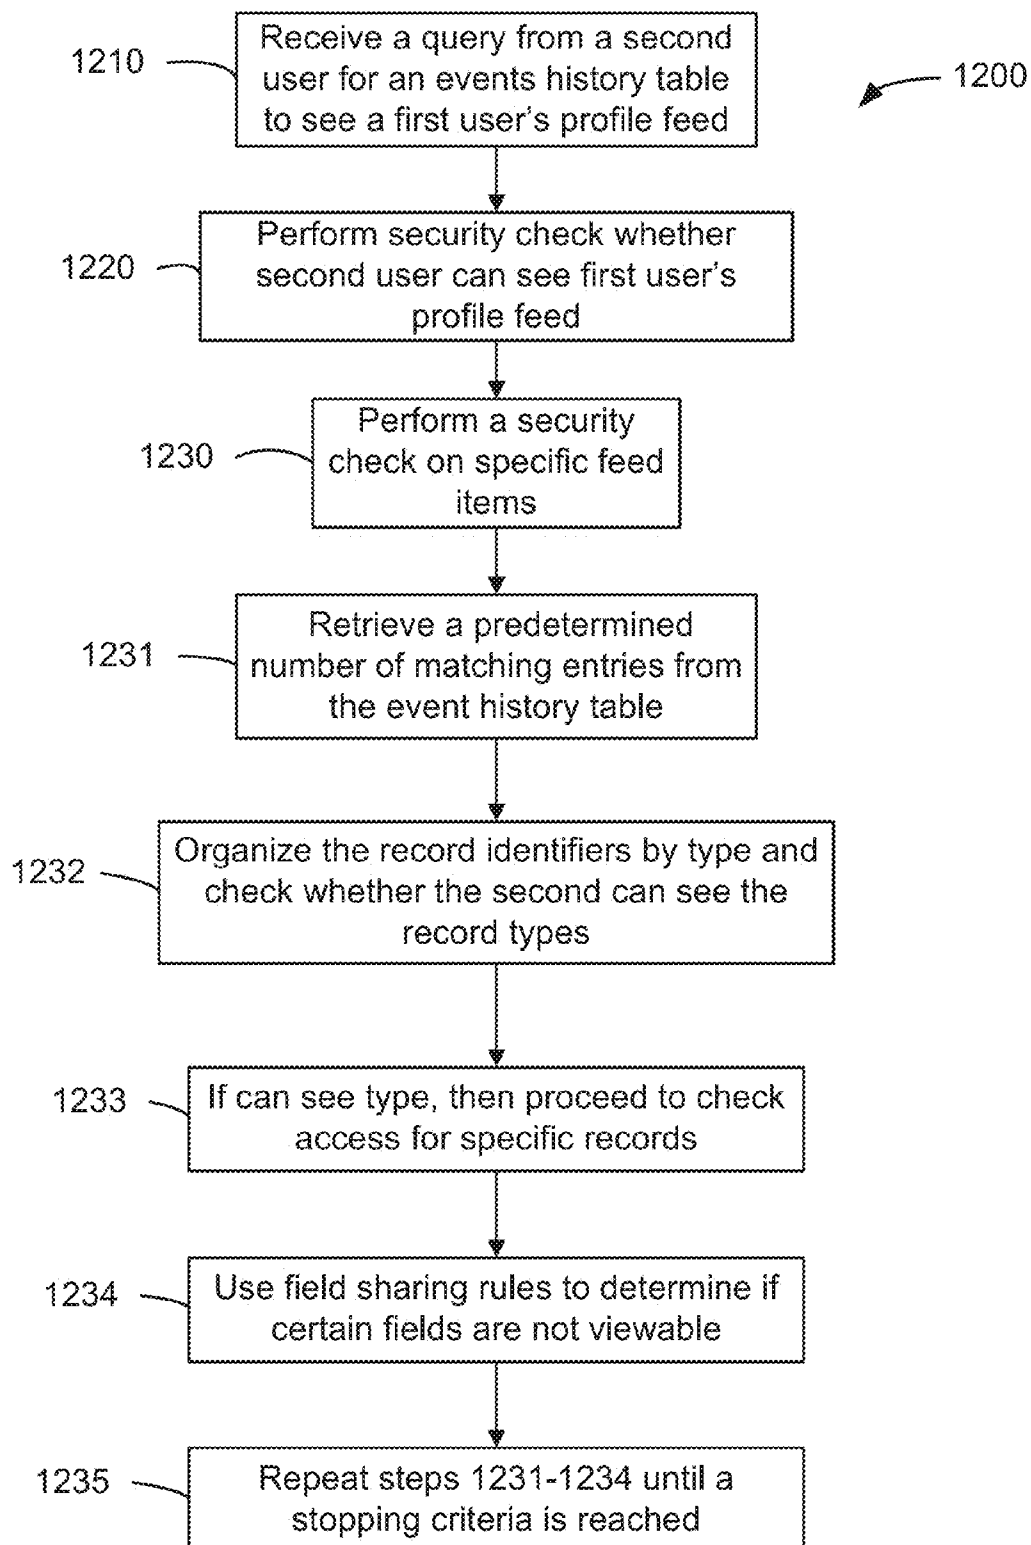 1200
1210
Receive a query from a second
user for an events history table
to see a first user's profile feed
1220
Perform security check whether
second user can see first user's
profile feed
1230
Perform a security
check on specific feed
items
1231
Retrieve a predetermined
number of matching entries from
the event history table
1232
Organize the record identifiers by type and
check whether the second can see the
record types
1233
If can see type, then proceed to check
access for specific records
1234
Use field sharing rules to determine if
certain fields are not viewable
1235
Repeat steps 1231-1234 until a
stopping criteria is reached